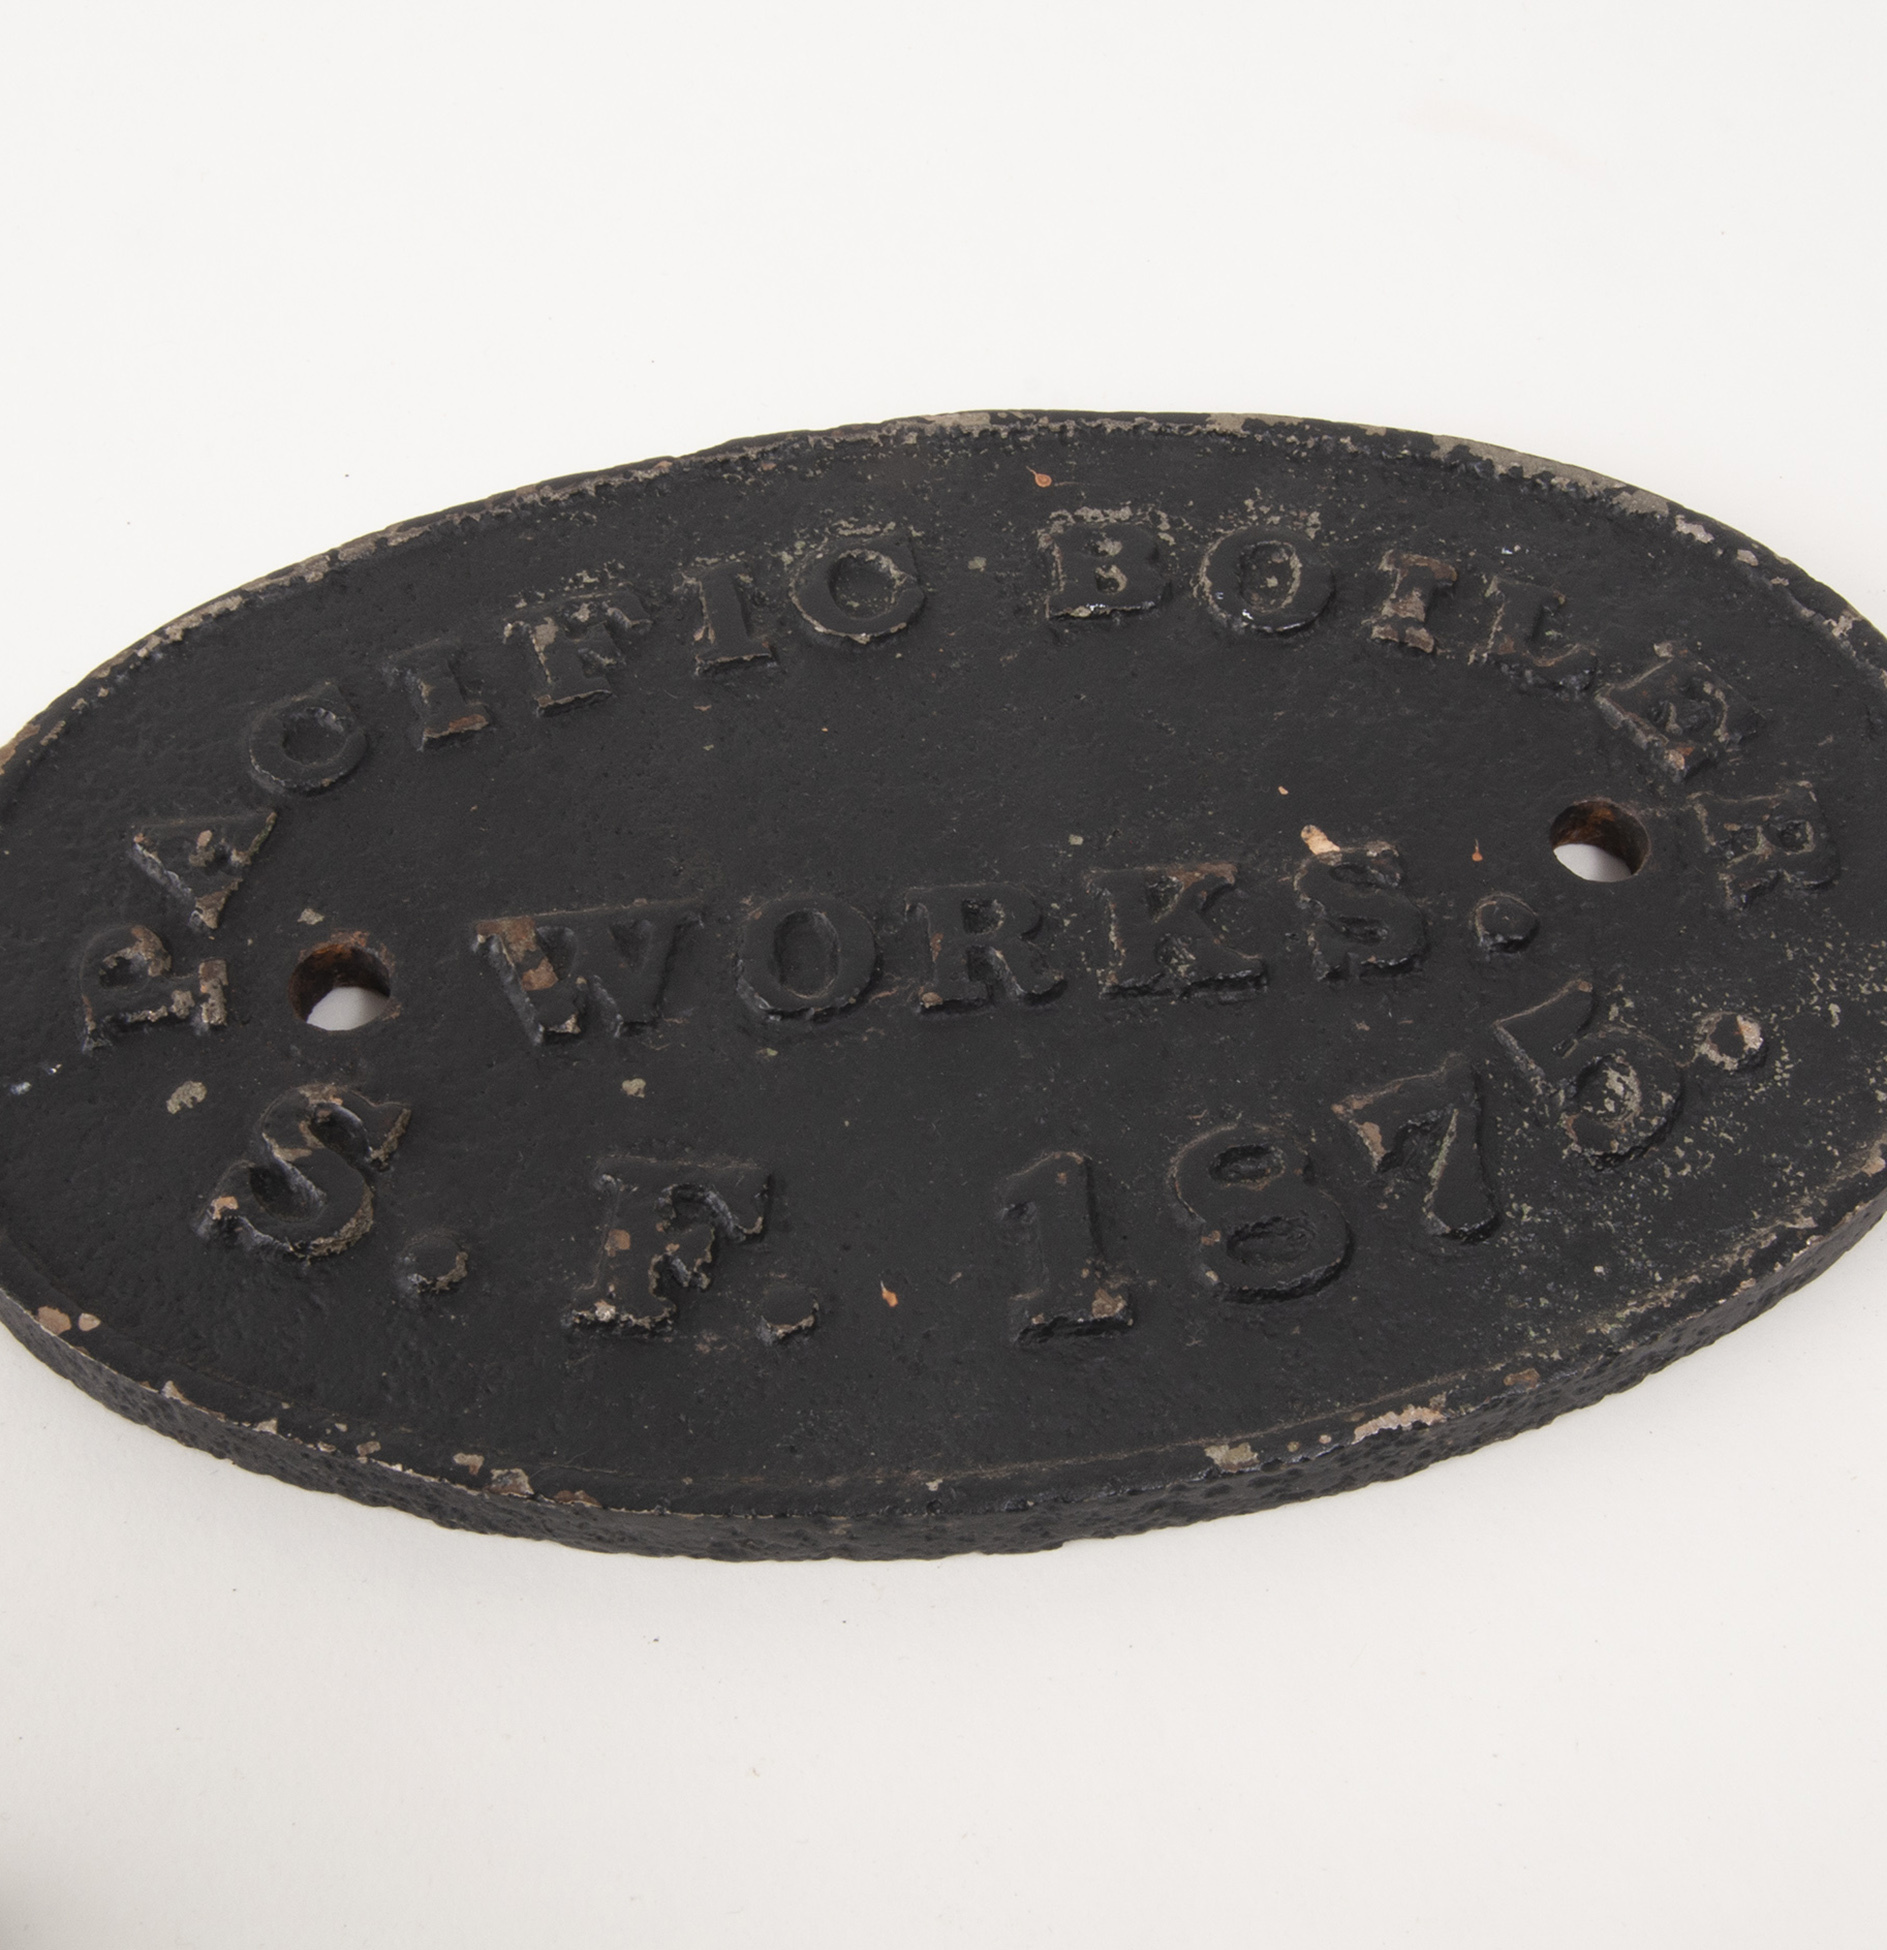 PACIFIC BOILER
WORKS.
S. F. 1875.